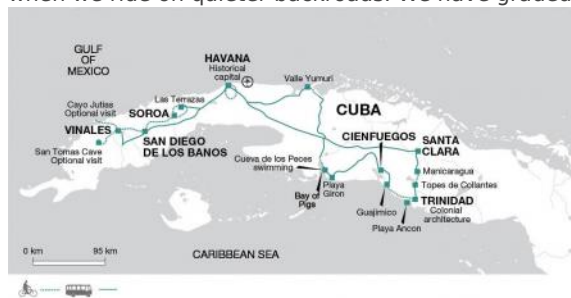 when we ride on quieter backroads. We have graded
GULF
OF
MEXICO
HAVANA
Historical
capital
Valle Yumuri
Las Terrazas
Cayo Jutias
Optional visit
SOROA
CUBA
VINALES
CIENFUEGOS
SAN DIEGO
DE LOS BANOS
SANTA
CLARA
San Tomas Cave
Optional visit
Cueva de los Peces
swimming
Manicaragua
Playa
Giron
Topes de Collantes
Bay of
Pigs
TRINIDAD
Colonial
architecture
Guajimico
Playa Ancon
0 km
95 km
CARIBBEAN SEA